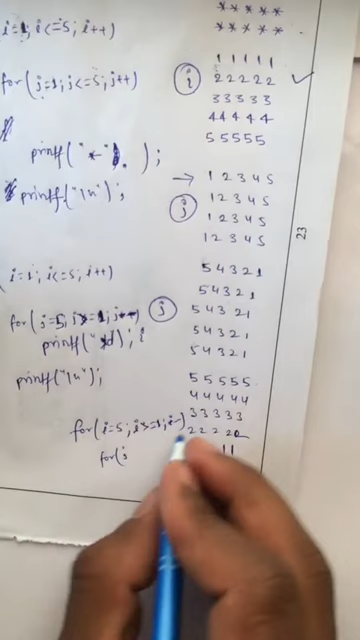 i=1; i<=5; i++)
for(j=1; j<=5; j++)
printf("*");
printf("\n");
i=1; i<=5; i++)
for(j=5; j>=1; j--)
printf("%d"); i
printf("\n");
for(i=5; i>=1; i--)
for(j
* * * * *
* * * * *
1 1 1 1 1
i 2 2 2 2 2
3 3 3 3 3
4 4 4 4 4
5 5 5 5 5
→ 1 2 3 4 5
1 2 3 4 5
j 1 2 3 4 5
1 2 3 4 5
5 4 3 2 1
5 4 3 2 1
j 5 4 3 2 1
5 4 3 2 1
5 4 3 2 1
5 5 5 5 5
4 4 4 4 4
3 3 3 3 3
2 2 2 2 2
1 1
23